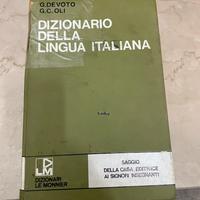 G.DEVOTO
G.C.OLI
DIZIONARIO
DELLA
LINGUA ITALIANA
LM
DIZIONARI
LE MONNIER
SAGGIO
DELLA CASA EDITRICE
AI SIGNORI INSEGNANTI